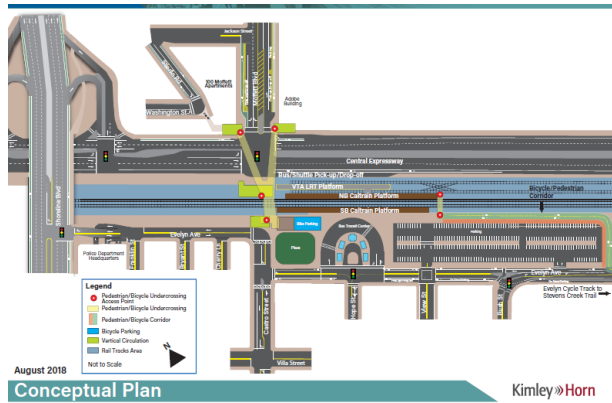 Jackson Street
Moffett Blvd
Stierlin Rd
100 Moffett
Apartments
Adobe
Building
Washington St
Central Expressway
Bus/Shuttle Pick-up/Drop-off
VTA LRT Platform
Bicycle/Pedestrian
Corridor
NB Caltrain Platform
SB Caltrain Platform
Shoreline Blvd
Evelyn Ave
Bike Parking
Bus Transit Center
Plaza
Parking
Police Department
Headquarters
Evelyn Ave
Castro Street
Hope St
View St
Evelyn Cycle Track to
Stevens Creek Trail
Villa Street
Legend
Pedestrian/Bicycle Undercrossing
Access Point
Pedestrian/Bicycle Undercrossing
Pedestrian/Bicycle Corridor
Bicycle Parking
Vertical Circulation
Rail Tracks Area
Not to Scale
N
August 2018
Conceptual Plan
Kimley»Horn